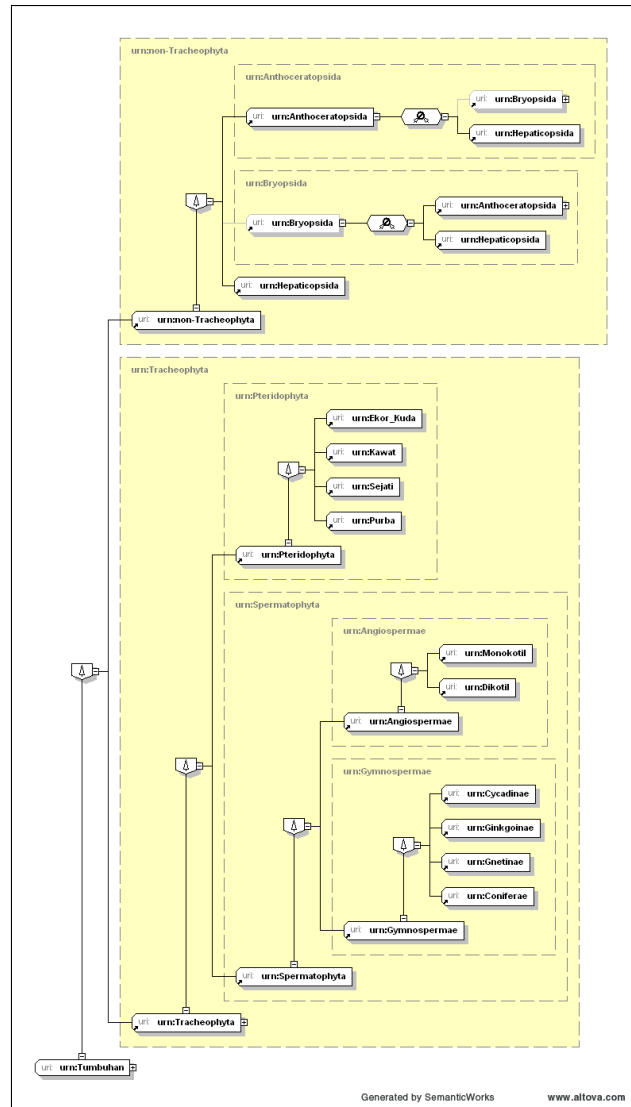 urn:non-Tracheophyta
urn:Anthoceratopsida
uri: urn:Anthoceratopsida
uri: urn:Bryopsida
uri: urn:Hepaticopsida
urn:Bryopsida
uri: urn:Bryopsida
uri: urn:Anthoceratopsida
uri: urn:Hepaticopsida
uri: urn:Hepaticopsida
uri: urn:non-Tracheophyta
urn:Tracheophyta
urn:Pteridophyta
uri: urn:Ekor_Kuda
uri: urn:Kawat
uri: urn:Sejati
uri: urn:Purba
uri: urn:Pteridophyta
urn:Spermatophyta
urn:Angiospermae
uri: urn:Monokotil
uri: urn:Dikotil
uri: urn:Angiospermae
urn:Gymnospermae
uri: urn:Cycadinae
uri: urn:Ginkgoinae
uri: urn:Gnetinae
uri: urn:Coniferae
uri: urn:Gymnospermae
uri: urn:Spermatophyta
uri: urn:Tracheophyta
uri: urn:Tumbuhan
Generated by SemanticWorks www.altova.com